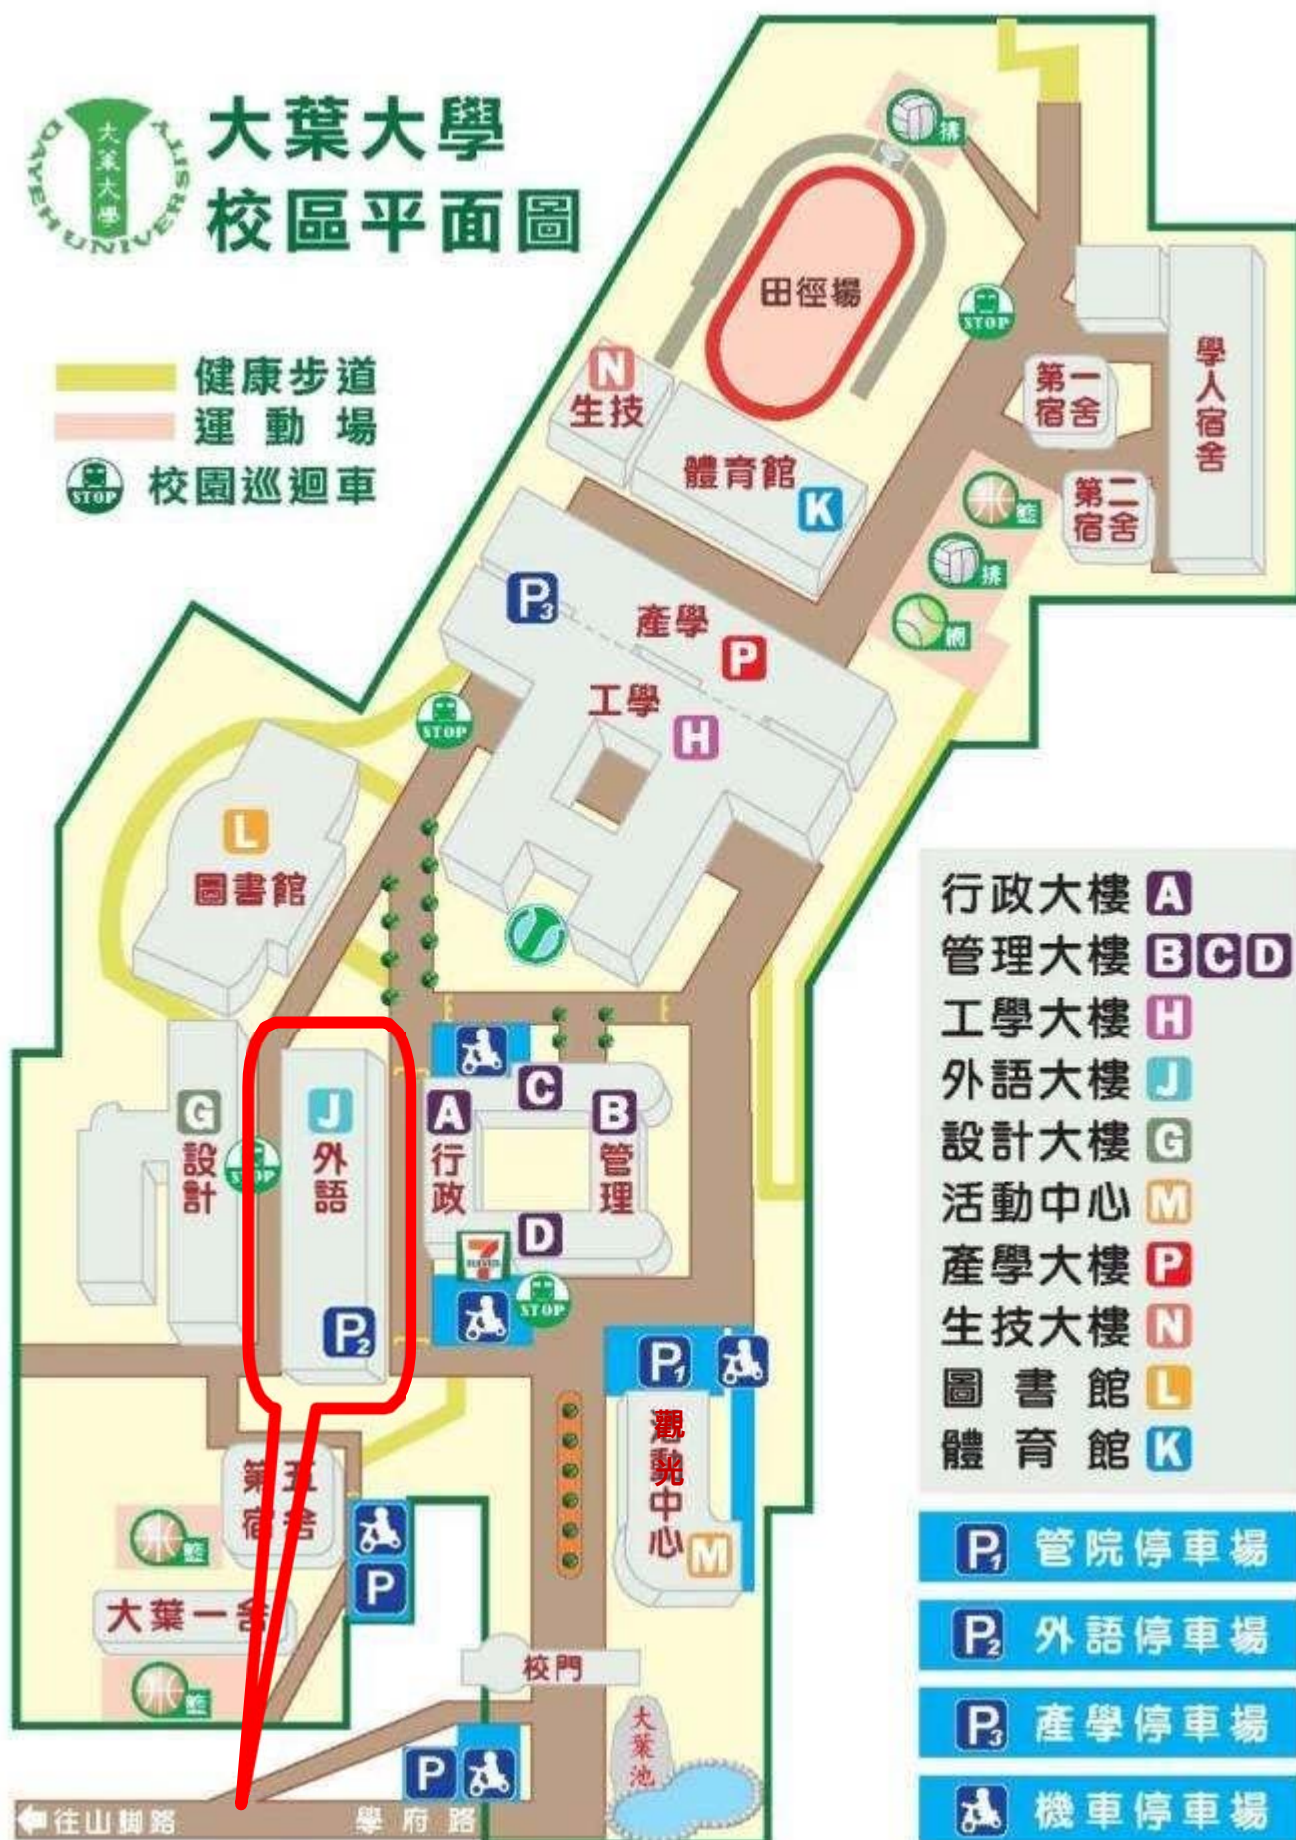 大葉大學
校區平面圖
大葉大學
DAYEH UNIVERSITY
健康步道
運動場
STOP 校園巡迴車
排
田徑場
STOP
N
生技
體育館
K
第一
宿舍
學人宿舍
第二
宿舍
籃
排
網
P3
產學
P
工學
H
STOP
L
圖書館
G
設計
STOP
J
外語
P2
A
行政
C
B
管理
D
7
ELEVEN
STOP
P1
觀光
中心
M
第五
宿舍
籃
P
大葉一舍
籃
校門
P
大葉池
往山腳路
學府路
行政大樓 A
管理大樓 B C D
工學大樓 H
外語大樓 J
設計大樓 G
活動中心 M
產學大樓 P
生技大樓 N
圖書館 L
體育館 K
P1 管院停車場
P2 外語停車場
P3 產學停車場
機車停車場